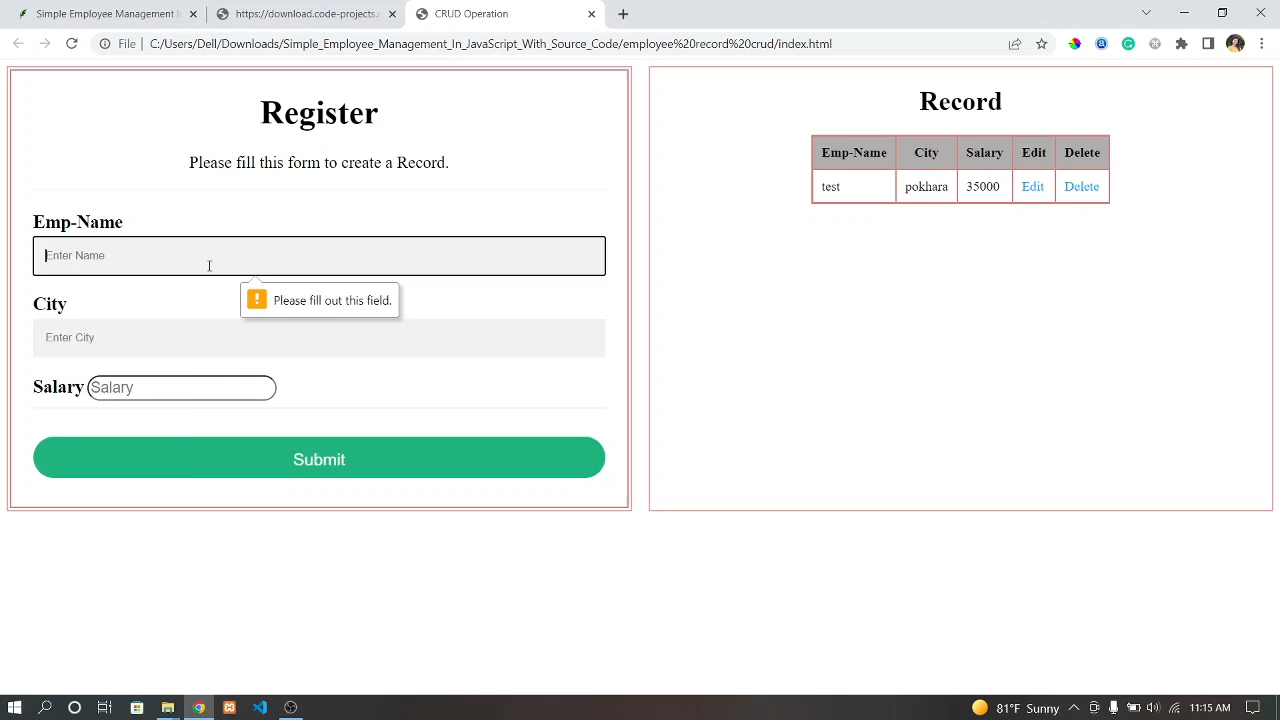 Simple Employee Management I
https://download.code-projects.
CRUD Operation
File
C:/Users/Dell/Downloads/Simple_Employee_Management_In_JavaScript_With_Source_Code/employee%20record%20crud/index.html
Register
Please fill this form to create a Record.
Emp-Name
Enter Name
Please fill out this field.
City
Enter City
Salary Salary
Submit
Record
Emp-Name City Salary Edit Delete
test pokhara 35000 Edit Delete
81°F Sunny
11:15 AM